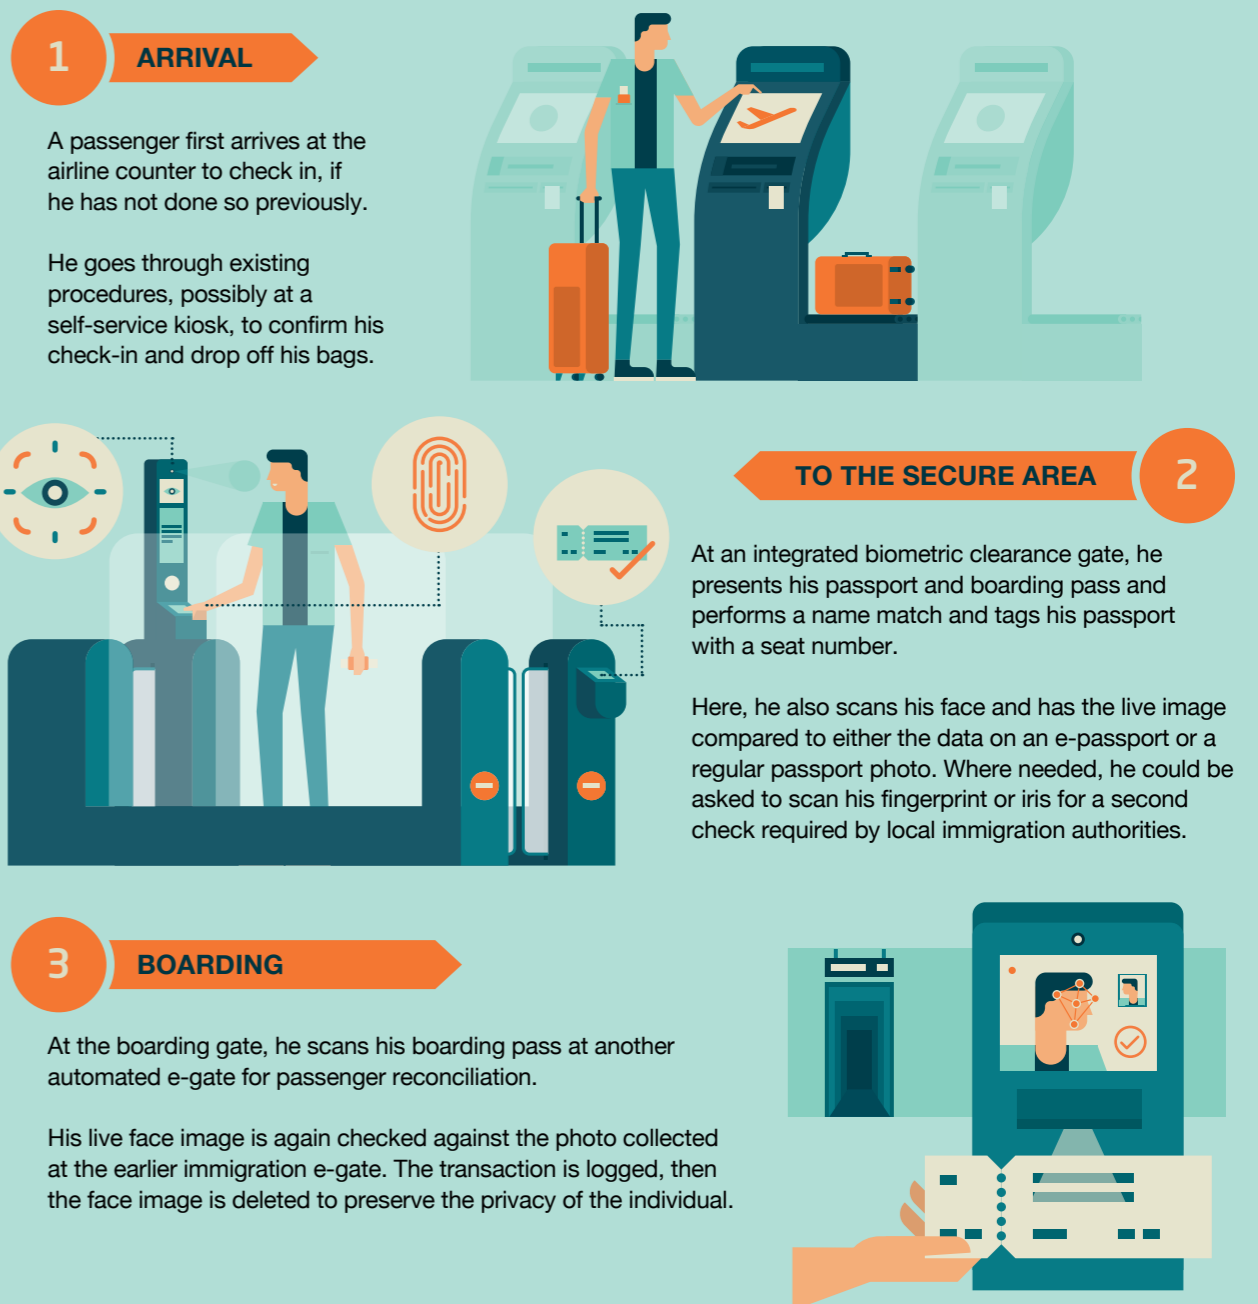 1
ARRIVAL
A passenger first arrives at the
airline counter to check in, if
he has not done so previously.
He goes through existing
procedures, possibly at a
self-service kiosk, to confirm his
check-in and drop off his bags.
TO THE SECURE AREA
2
At an integrated biometric clearance gate, he
presents his passport and boarding pass and
performs a name match and tags his passport
with a seat number.
Here, he also scans his face and has the live image
compared to either the data on an e-passport or a
regular passport photo. Where needed, he could be
asked to scan his fingerprint or iris for a second
check required by local immigration authorities.
3
BOARDING
At the boarding gate, he scans his boarding pass at another
automated e-gate for passenger reconciliation.
His live face image is again checked against the photo collected
at the earlier immigration e-gate. The transaction is logged, then
the face image is deleted to preserve the privacy of the individual.